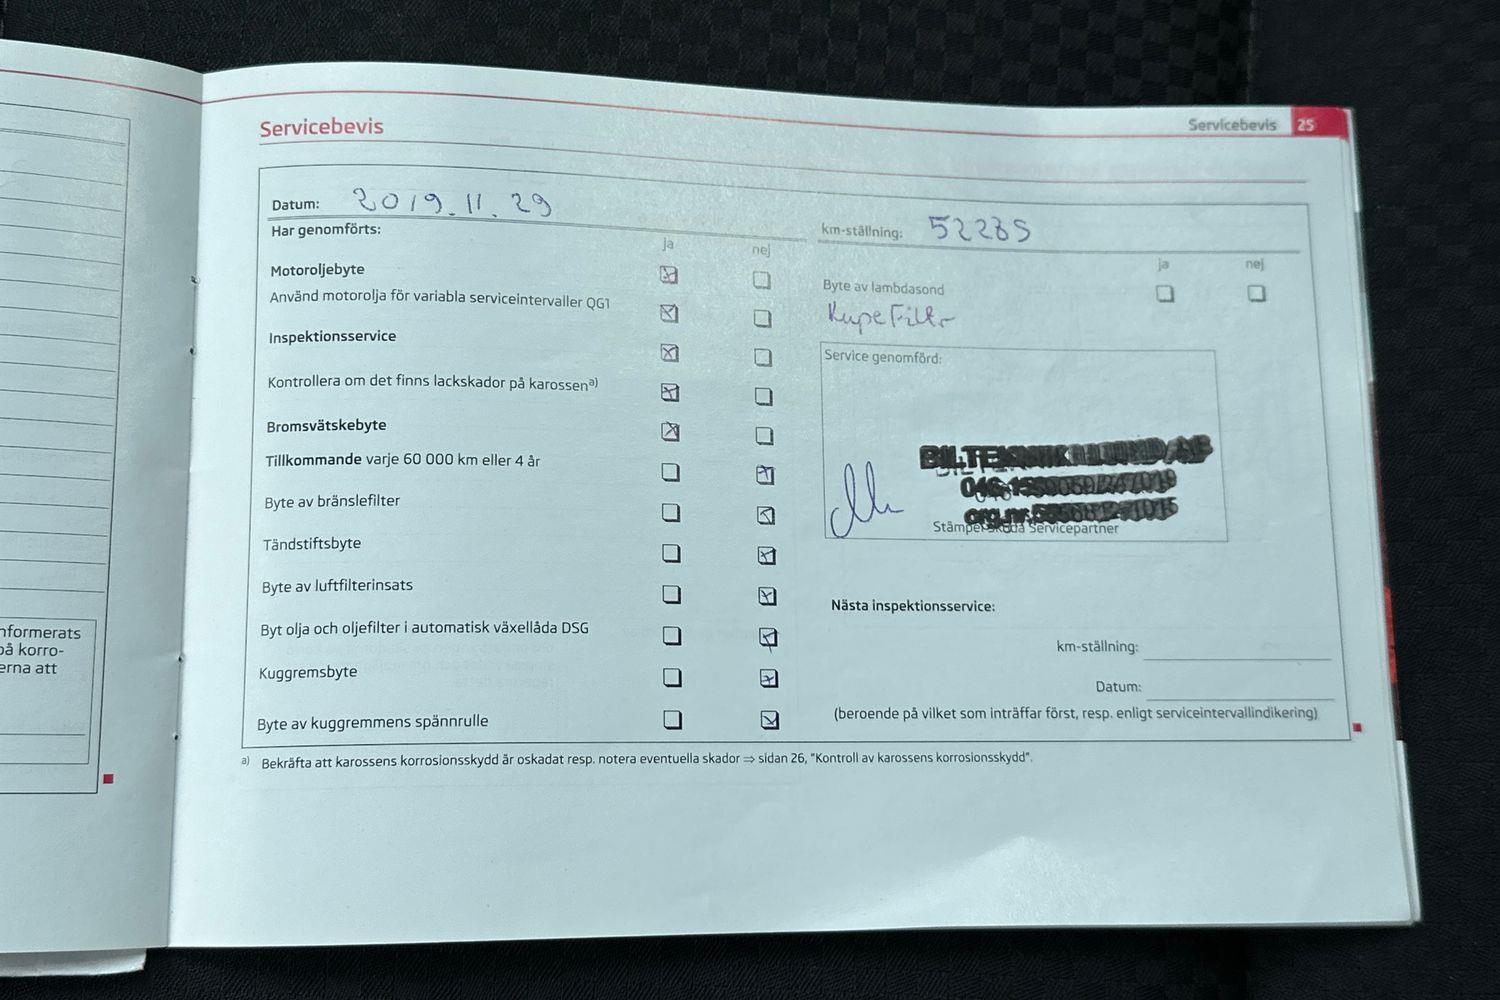 Servicebevis
Servicebevis 25
Datum: 2019.11.29
km-ställning:
Har genomförts:
ja
nej
Motoroljebyte
Använd motorolja för variabla serviceintervaller QG1
Inspektionsservice
Kontrollera om det finns lackskador på karossen a)
Bromsvätskebyte
Tillkommande varje 60 000 km eller 4 år
Byte av bränslefilter
Tändstiftsbyte
Byte av luftfilterinsats
Byt olja och oljefilter i automatisk växellåda DSG
Kuggremsbyte
Byte av kuggremmens spännrulle
ja
nej
Byte av lambdasond
KupeFilter
Service genomförd:
BILTEKNIK I LUND AB
Stämpel Skoda Servicepartner
Nästa inspektionsservice:
km-ställning:
Datum:
(beroende på vilket som inträffar först, resp. enligt serviceintervallindikering)
a) Bekräfta att karossens korrosionsskydd är oskadat resp. notera eventuella skador ⇒ sidan 26, "Kontroll av karossens korrosionsskydd".
nformerats
på korro-
erna att